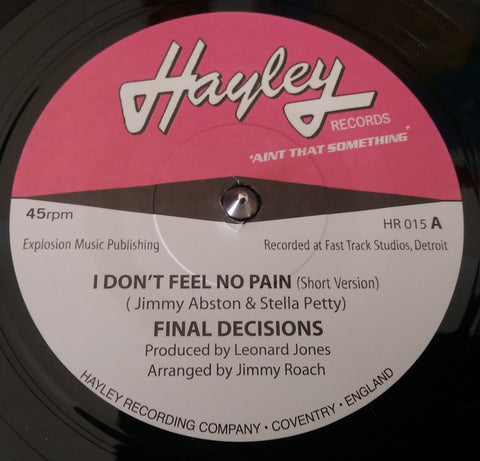 Hayley
RECORDS
'AINT THAT SOMETHING'
45rpm
HR 015 A
Explosion Music Publishing
Recorded at Fast Track Studios, Detroit
I DON'T FEEL NO PAIN (Short Version)
( Jimmy Abston & Stella Petty)
FINAL DECISIONS
Produced by Leonard Jones
Arranged by Jimmy Roach
HAYLEY RECORDING COMPANY • COVENTRY • ENGLAND